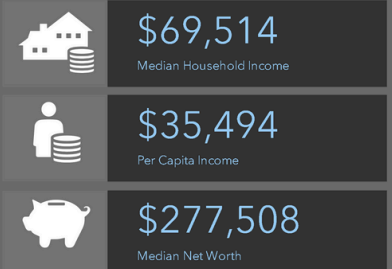 $69,514
Median Household Income
$35,494
Per Capita Income
$277,508
Median Net Worth